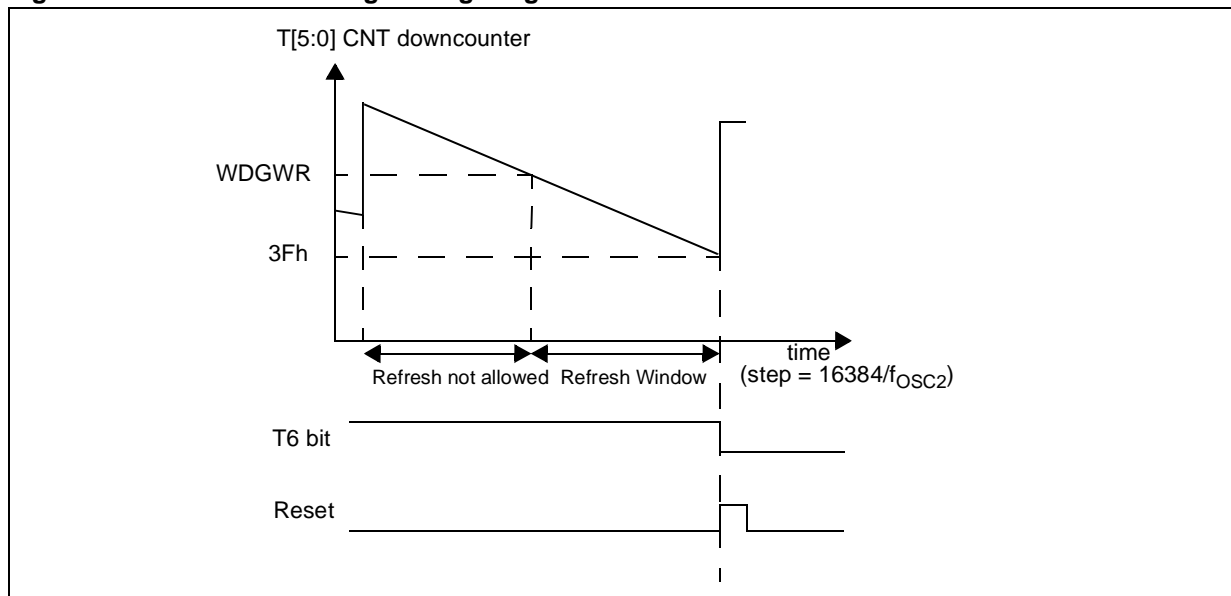 T[5:0] CNT downcounter
WDGWR
3Fh
time
Refresh not allowed Refresh Window (step = 16384/fOSC2)
T6 bit
Reset